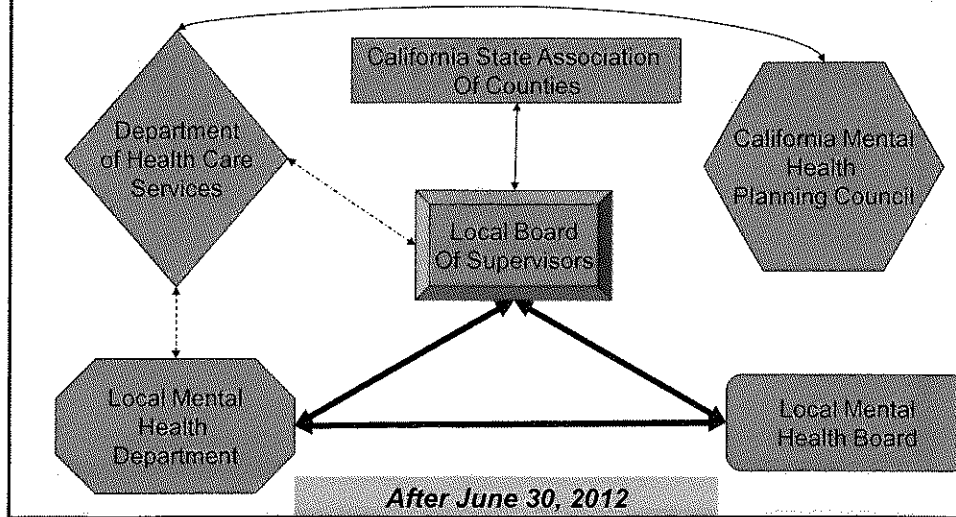 California State Association
Of Counties
Department
of Health Care
Services
California Mental
Health
Planning Council
Local Board
Of Supervisors
Local Mental
Health
Department
Local Mental
Health Board
After June 30, 2012